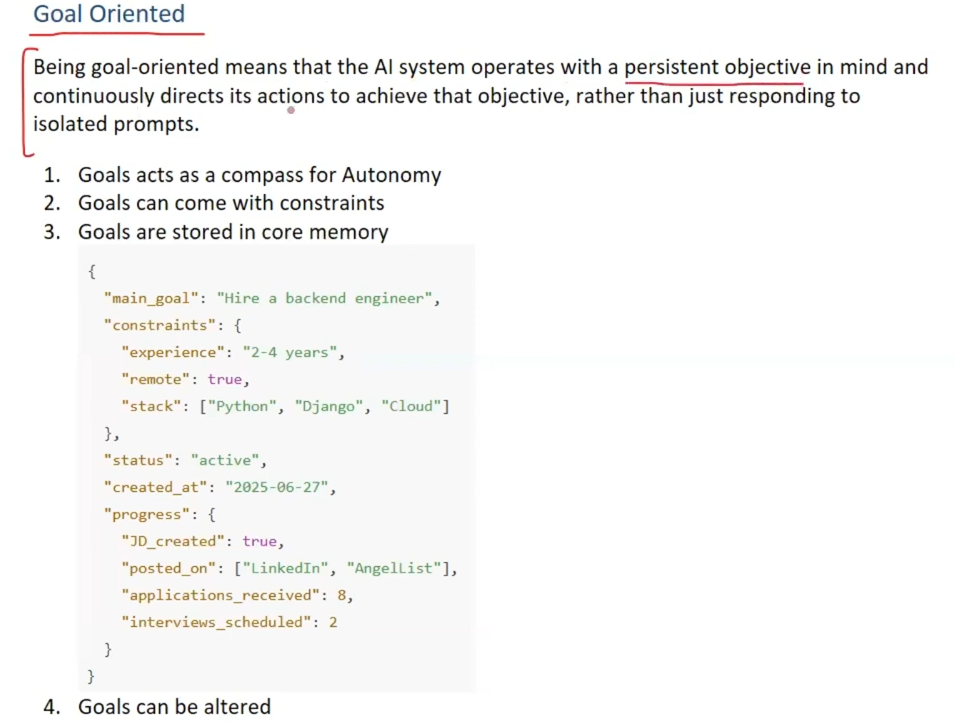 Goal Oriented
Being goal-oriented means that the AI system operates with a persistent objective in mind and
continuously directs its actions to achieve that objective, rather than just responding to
isolated prompts.
1. Goals acts as a compass for Autonomy
2. Goals can come with constraints
3. Goals are stored in core memory
{
  "main_goal": "Hire a backend engineer",
  "constraints": {
    "experience": "2-4 years",
    "remote": true,
    "stack": ["Python", "Django", "Cloud"]
  },
  "status": "active",
  "created_at": "2025-06-27",
  "progress": {
    "JD_created": true,
    "posted_on": ["LinkedIn", "AngelList"],
    "applications_received": 8,
    "interviews_scheduled": 2
  }
}
4. Goals can be altered